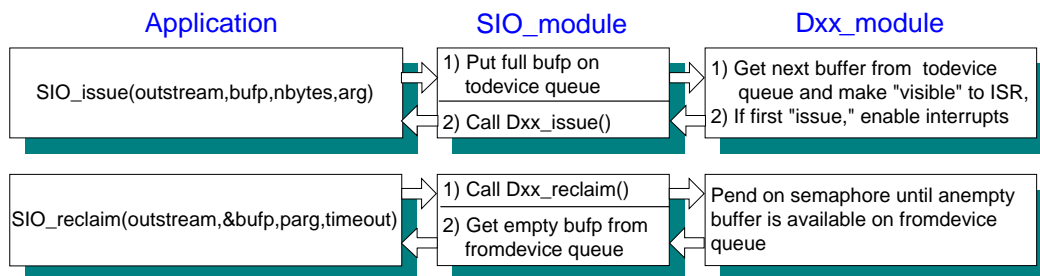 Application
SIO_module
Dxx_module
SIO_issue(outstream,bufp,nbytes,arg)
1) Put full bufp on
todevice queue
2) Call Dxx_issue()
1) Get next buffer from todevice
queue and make "visible" to ISR,
2) If first "issue," enable interrupts
SIO_reclaim(outstream,&bufp,parg,timeout)
1) Call Dxx_reclaim()
2) Get empty bufp from
fromdevice queue
Pend on semaphore until anempty
buffer is available on fromdevice
queue